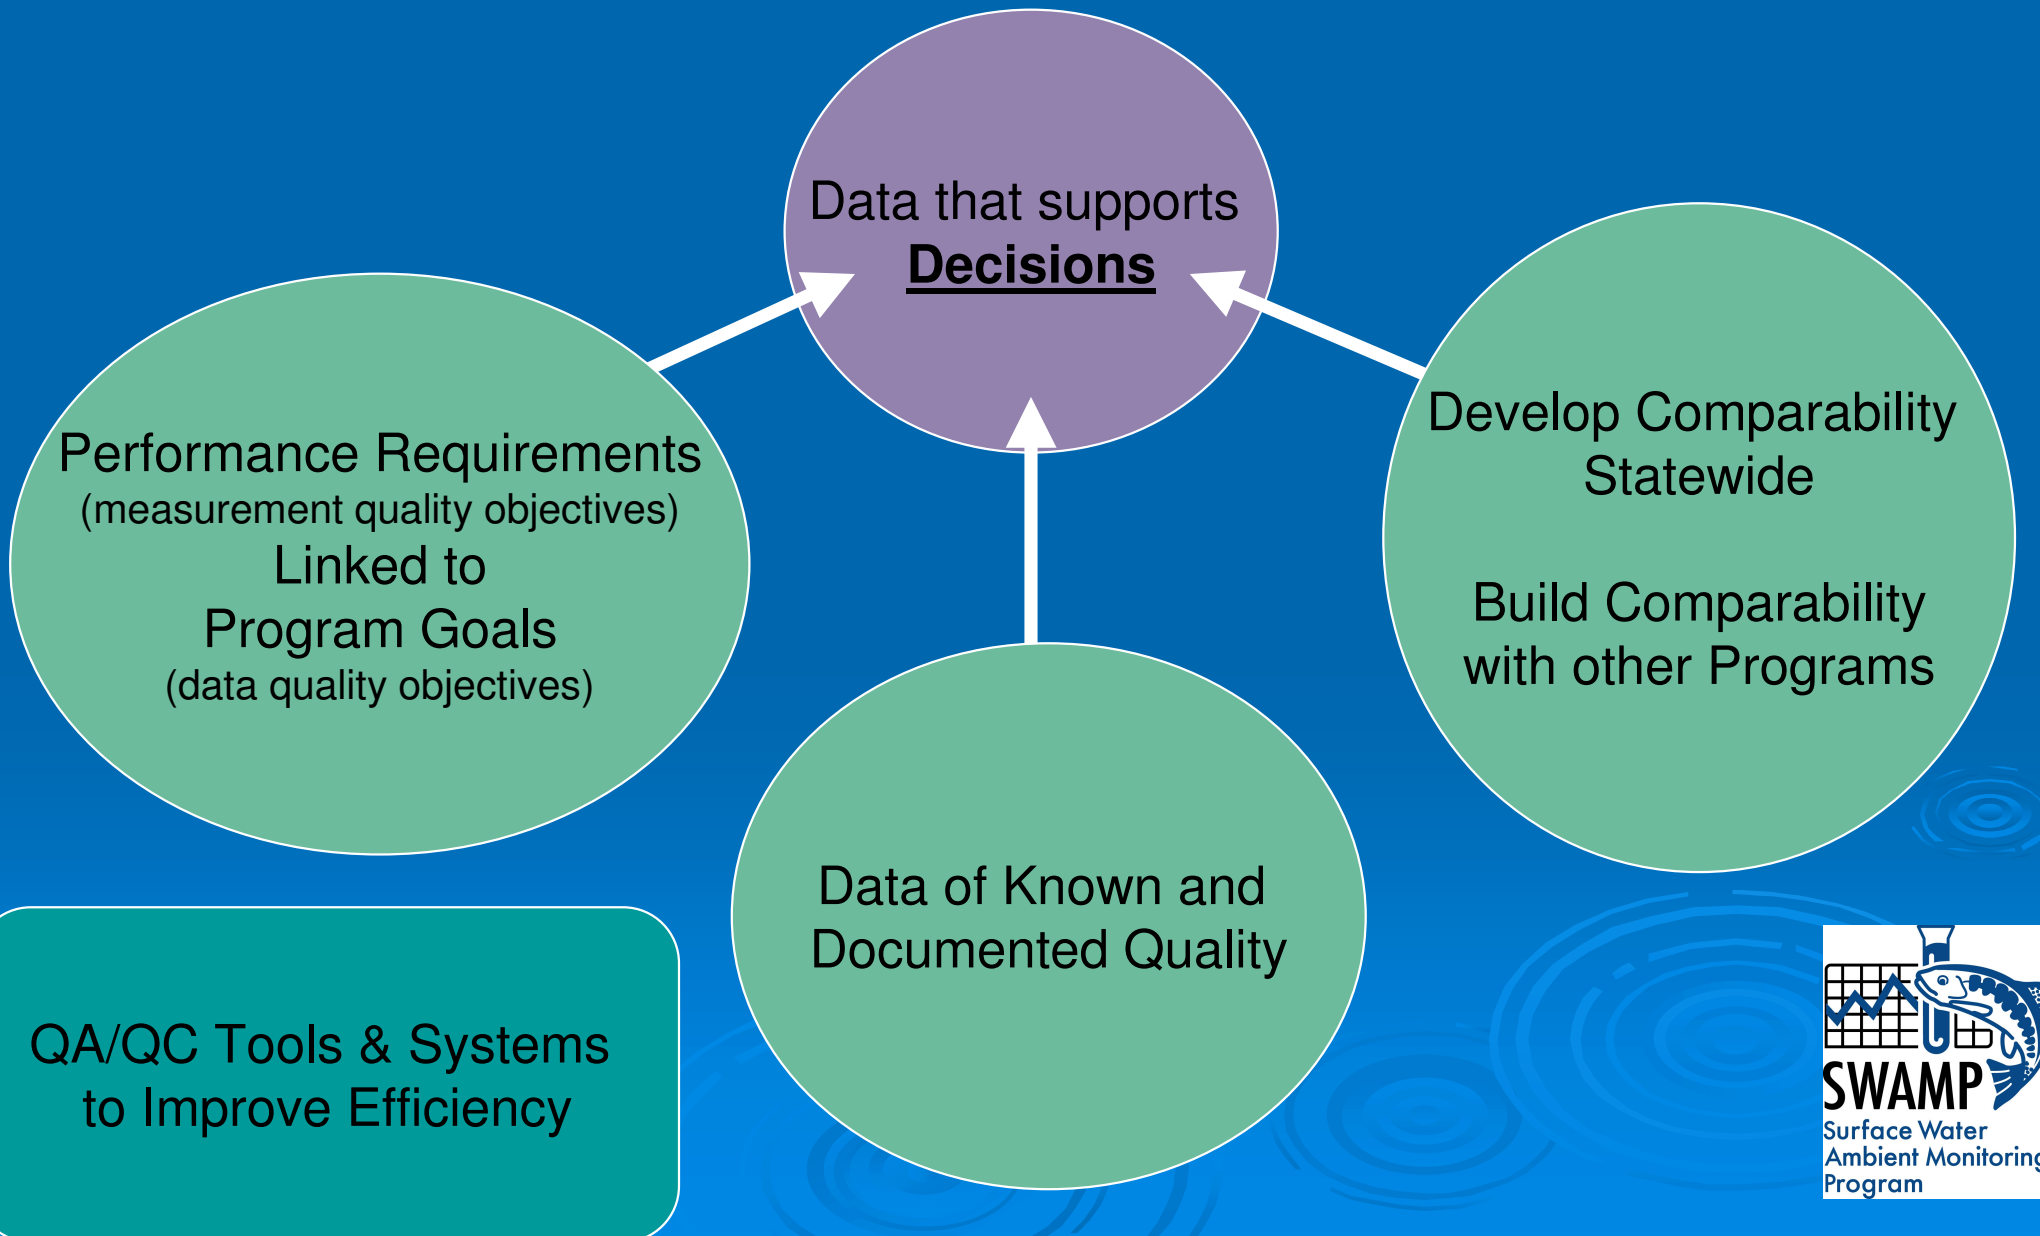 Data that supports
Decisions
Performance Requirements
(measurement quality objectives)
Linked to
Program Goals
(data quality objectives)
Develop Comparability
Statewide
Build Comparability
with other Programs
Data of Known and
Documented Quality
QA/QC Tools & Systems
to Improve Efficiency
SWAMP
Surface Water
Ambient Monitoring
Program